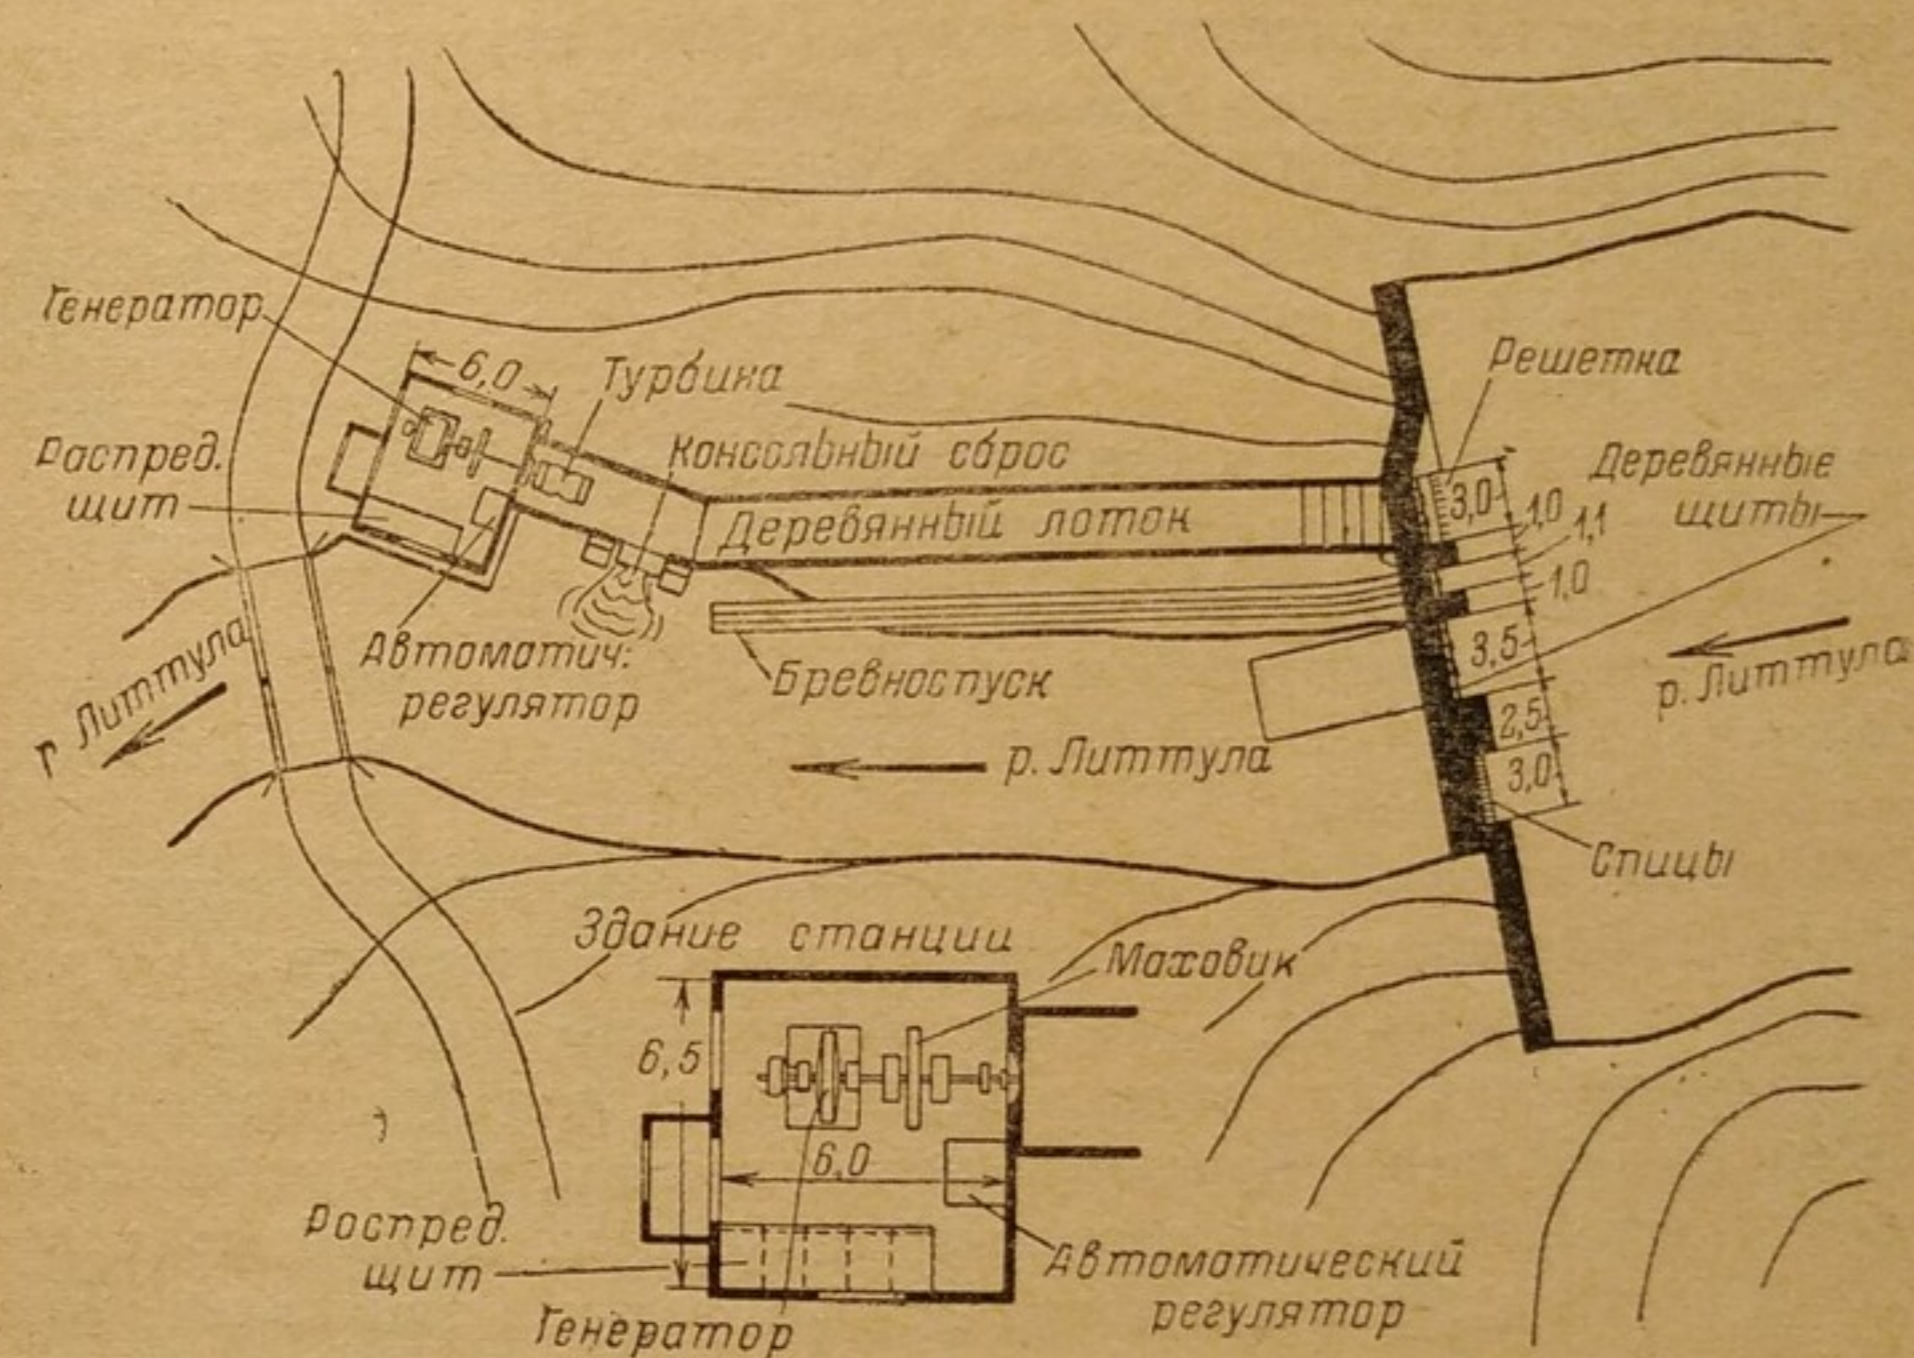 Генератор
6,0
Турбина
Решетка
Распред.
щит
Консольный сброс
Деревянный лоток
3,0
1,0
1,1
1,0
Деревянные
щиты
3,5
2,5
3,0
Автоматич.
регулятор
Бревноспуск
р. Литтула
р. Литтула
р. Литтула
Спицы
Здание станции
Маховик
6,5
6,0
Распред.
щит
Генератор
Автоматический
регулятор